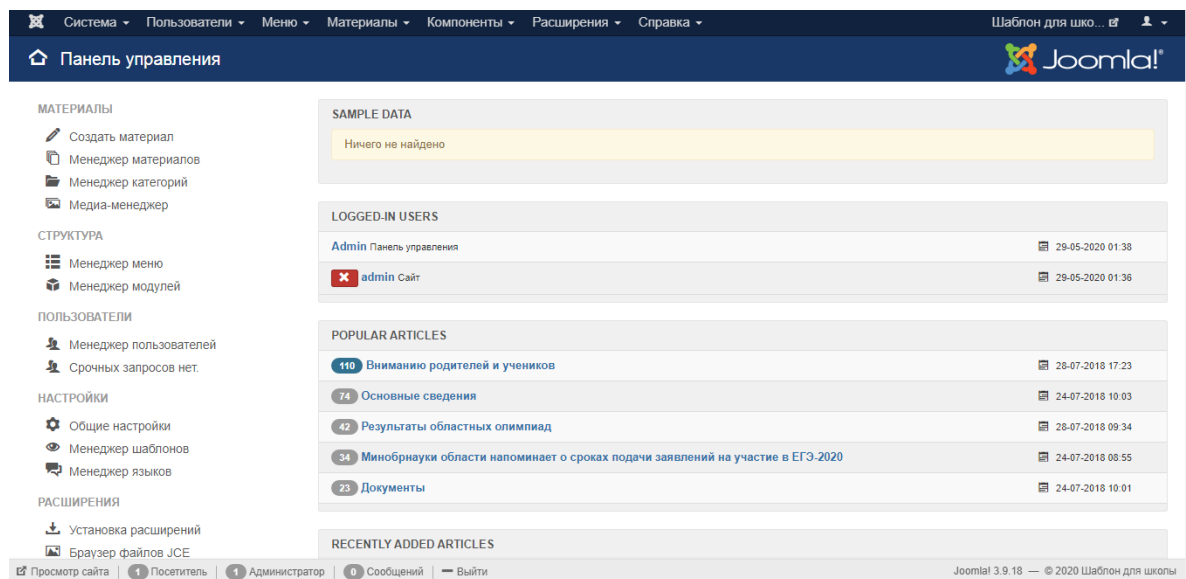 Система Пользователи Меню Материалы Компоненты Расширения Справка Шаблон для шко...
Панель управления Joomla!®
МАТЕРИАЛЫ
Создать материал
Менеджер материалов
Менеджер категорий
Медиа-менеджер
СТРУКТУРА
Менеджер меню
Менеджер модулей
ПОЛЬЗОВАТЕЛИ
Менеджер пользователей
Срочных запросов нет.
НАСТРОЙКИ
Общие настройки
Менеджер шаблонов
Менеджер языков
РАСШИРЕНИЯ
Установка расширений
Браузер файлов JCE
SAMPLE DATA
Ничего не найдено
LOGGED-IN USERS
Admin Панель управления 29-05-2020 01:38
admin Сайт 29-05-2020 01:36
POPULAR ARTICLES
110 Вниманию родителей и учеников 28-07-2018 17:23
74 Основные сведения 24-07-2018 10:03
42 Результаты областных олимпиад 28-07-2018 09:34
34 Минобрнауки области напоминает о сроках подачи заявлений на участие в ЕГЭ-2020 24-07-2018 08:55
23 Документы 24-07-2018 10:01
RECENTLY ADDED ARTICLES
Просмотр сайта | 1 Посетитель | 1 Администратор | 0 Сообщений | Выйти Joomla! 3.9.18 — © 2020 Шаблон для школы